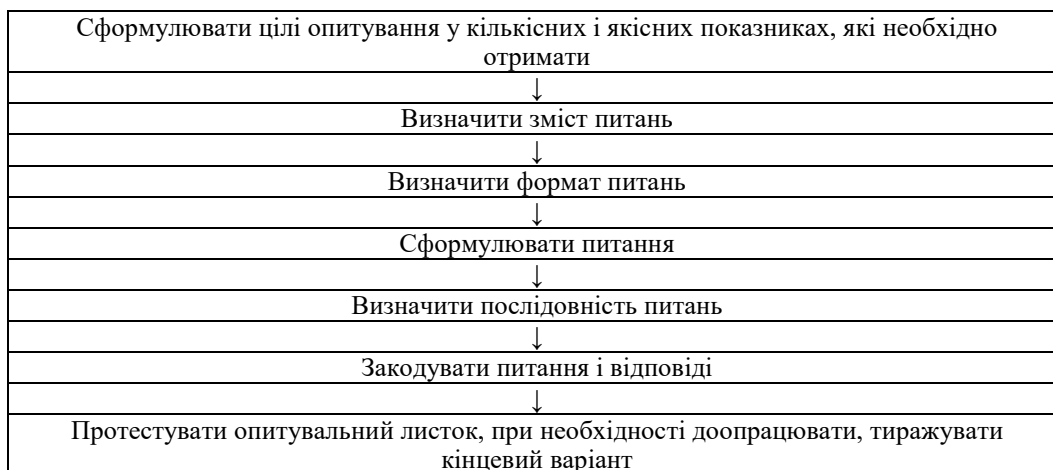 Сформулювати цілі опитування у кількісних і якісних показниках, які необхідно
отримати
↓
Визначити зміст питань
↓
Визначити формат питань
↓
Сформулювати питання
↓
Визначити послідовність питань
↓
Закодувати питання і відповіді
↓
Протестувати опитувальний листок, при необхідності доопрацювати, тиражувати
кінцевий варіант